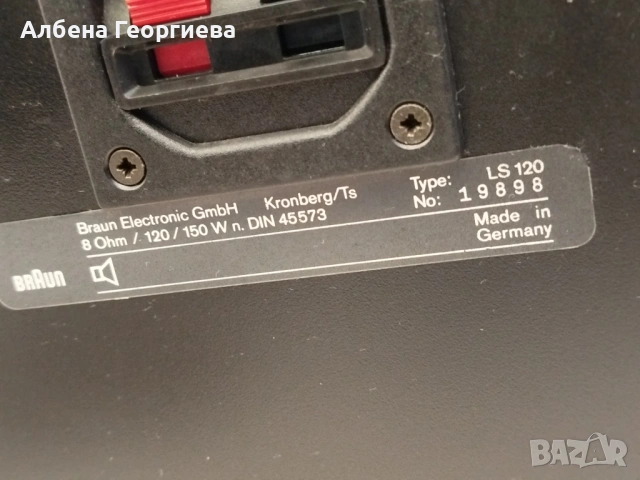 Албена Георгиева
Braun Electronic GmbH Kronberg/Ts
8 Ohm / 120 / 150 W n. DIN 45573
Type: LS 120
No: 19898
Made in
Germany
BRAUN
BAZAR